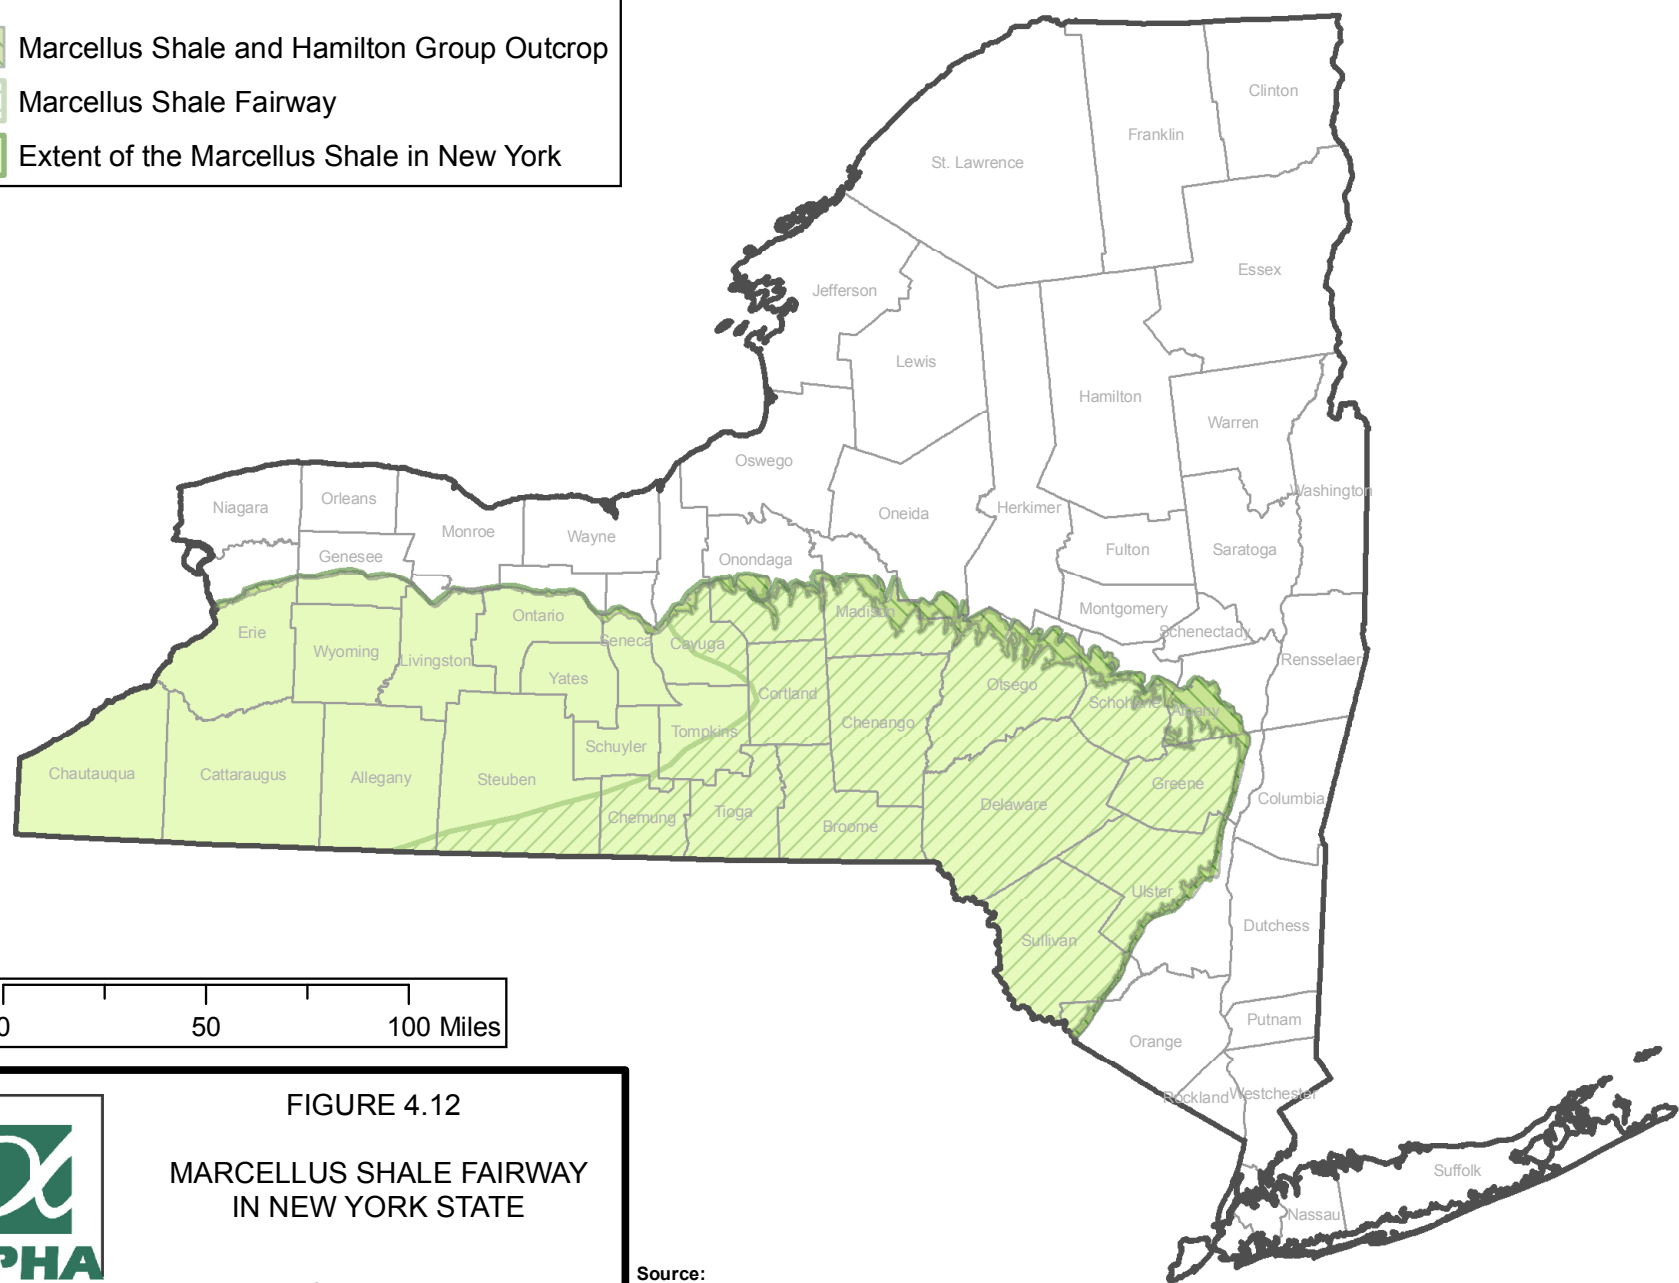 Marcellus Shale and Hamilton Group Outcrop
Marcellus Shale Fairway
Extent of the Marcellus Shale in New York
Clinton
Franklin
St. Lawrence
Essex
Jefferson
Lewis
Hamilton
Warren
Oswego
Washington
Niagara
Orleans
Herkimer
Oneida
Monroe
Wayne
Fulton
Saratoga
Genesee
Onondaga
Montgomery
Madison
Ontario
Schenectady
Erie
Seneca
Cayuga
Wyoming
Livingston
Rensselaer
Yates
Otsego
Cortland
Schoharie
Albany
Chenango
Tompkins
Schuyler
Chautauqua
Cattaraugus
Allegany
Steuben
Greene
Columbia
Delaware
Tioga
Chemung
Broome
Ulster
Dutchess
Sullivan
Putnam
Orange
Rockland
Westchester
Suffolk
Nassau
0 50 100 Miles
FIGURE 4.12
MARCELLUS SHALE FAIRWAY
IN NEW YORK STATE
PHA
Source: